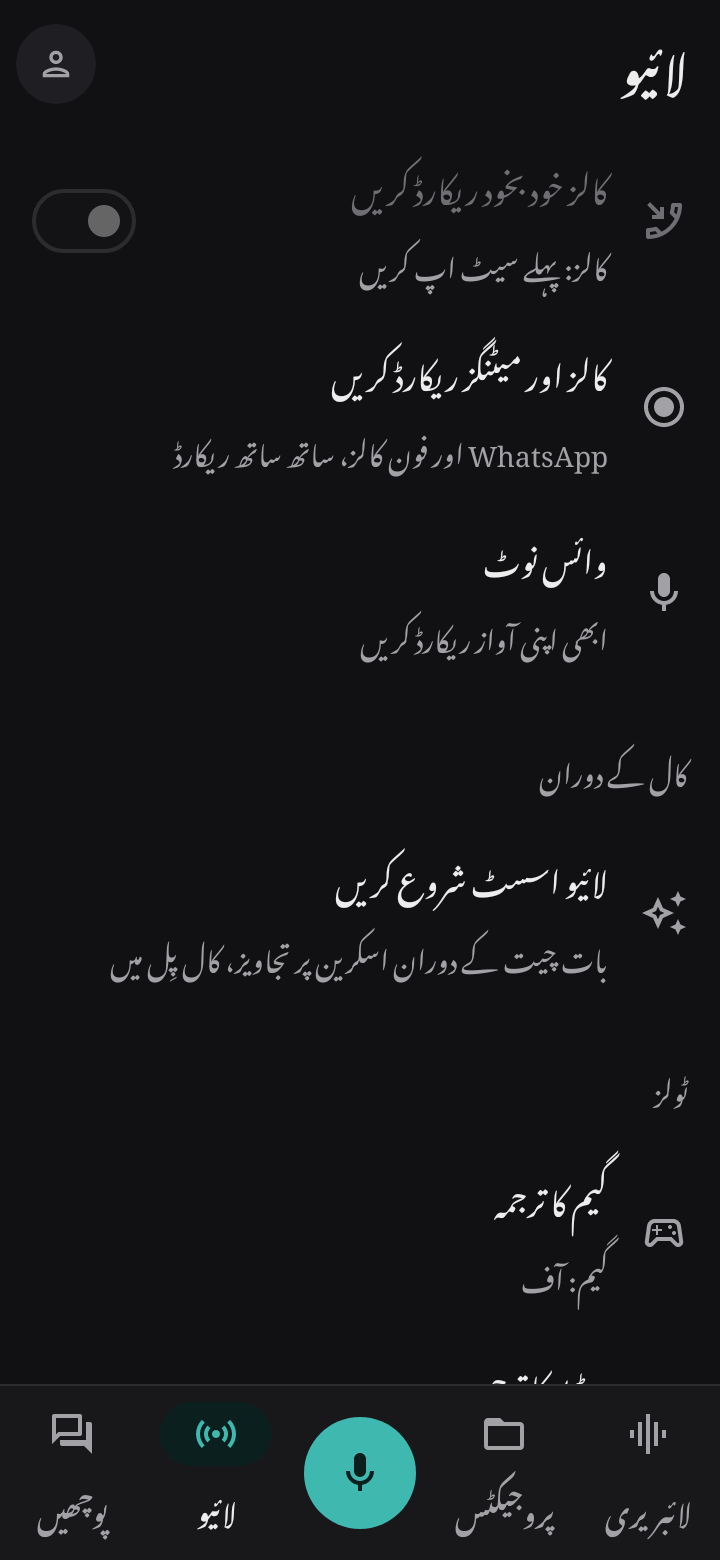 لائیو
کالز خود بخود ریکارڈ کریں
کالز: پہلے سیٹ اپ کریں
کالز اور میٹنگز ریکارڈ کریں
WhatsApp اور فون کالز، ساتھ ساتھ ریکارڈ
وائس نوٹ
ابھی اپنی آواز ریکارڈ کریں
کال کے دوران
لائیو اسسٹ شروع کریں
بات چیت کے دوران اسکرین پر تجاویز، کال پِل میں
ٹولز
گیم کا ترجمہ
گیم: آف
لائبریری
پروجیکٹس
لائیو
پوچھیں